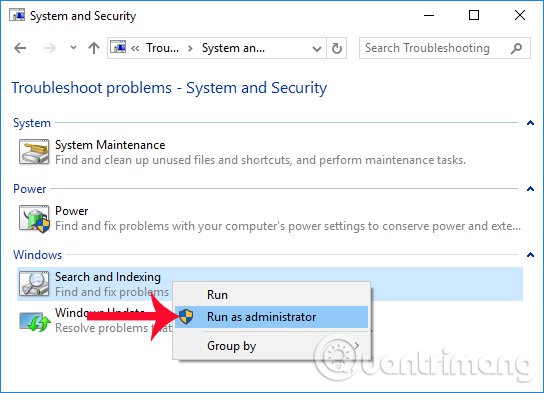 System and Security
« Trou... › System an...
Search Troubleshooting
Troubleshoot problems - System and Security
System
System Maintenance
Find and clean up unused files and shortcuts, and perform maintenance tasks.
Power
Power
Find and fix problems with your computer's power settings to conserve power and exte...
Windows
Search and Indexing
Find and fix problems
Run
Windows Update
Run as administrator
Resolve problems
Group by
Quantrimang